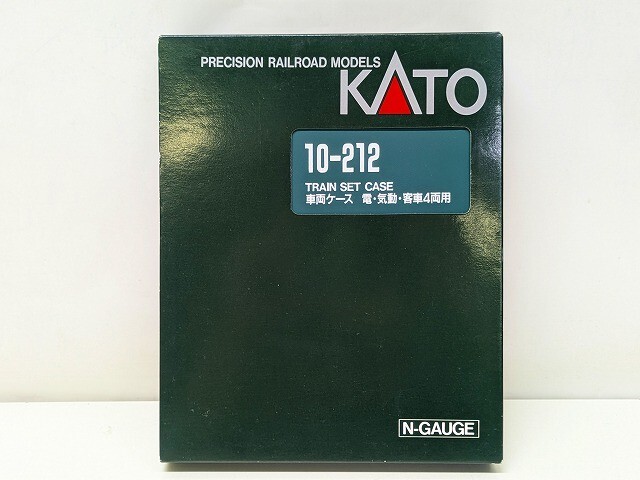 PRECISION RAILROAD MODELS
KATO
10-212
TRAIN SET CASE
車両ケース 電・気動・客車4両用
N-GAUGE